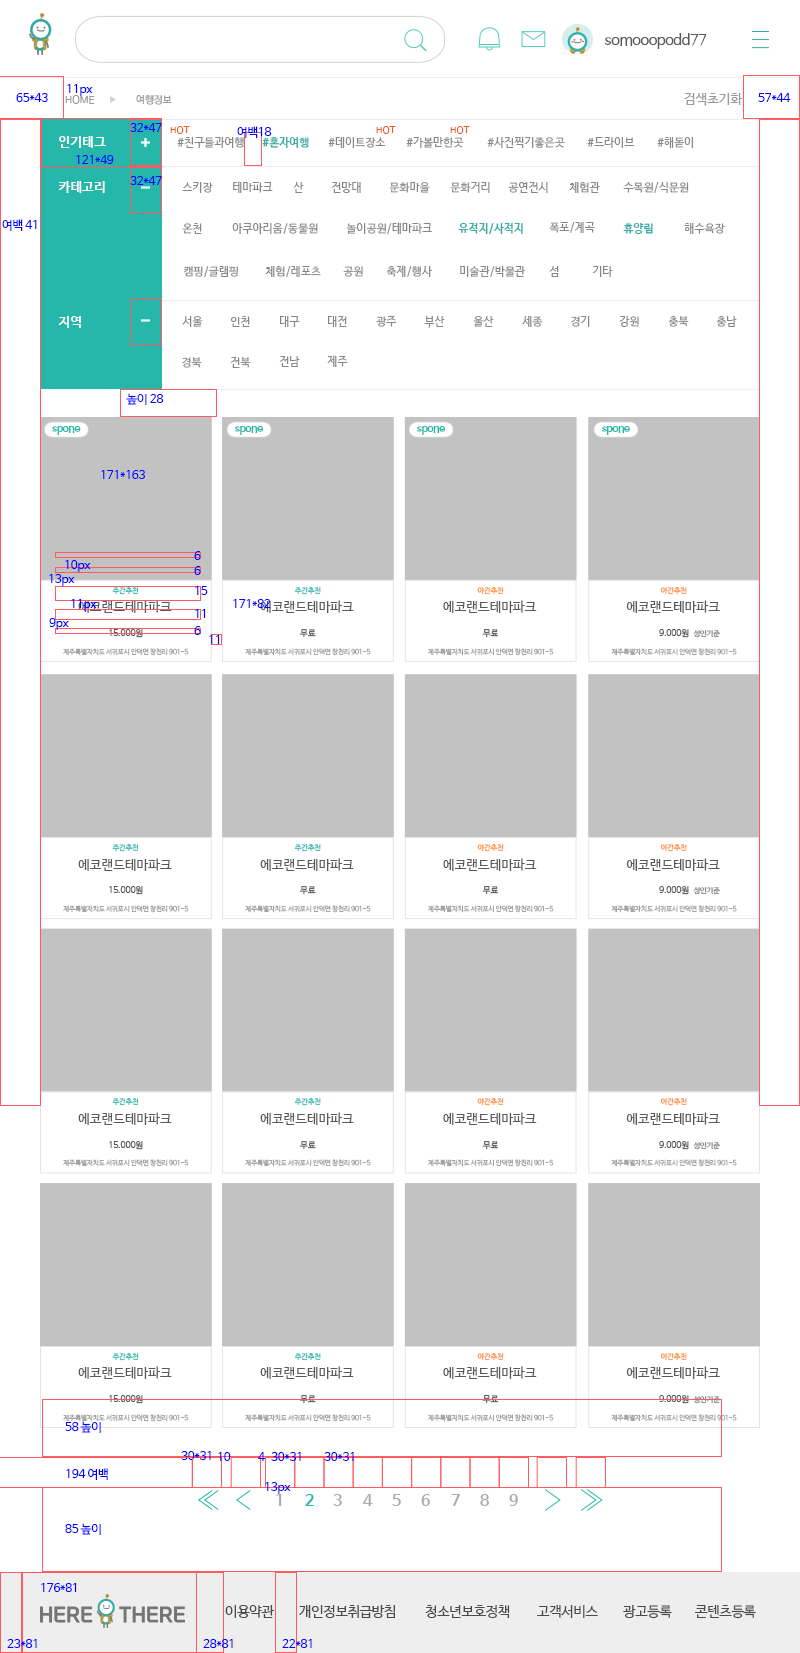 somooopodd77
65*43 11px 57*44
HOME 여행정보 검색초기화
32*47 HOT 여백18 HOT HOT
인기태그 + #친구들과여행 #혼자여행 #데이트장소 #가볼만한곳 #사진찍기좋은곳 #드라이브 #해돋이
121*49
32*47
카테고리 스키장 테마파크 산 전망대 문화마을 문화거리 공연전시 체험관 수목원/식문원
여백 41 온천 아쿠아리움/동물원 놀이공원/테마파크 유적지/사적지 폭포/계곡 휴양림 해수욕장
캠핑/글램핑 체험/레포츠 공원 축제/행사 미술관/박물관 섬 기타
지역 서울 인천 대구 대전 광주 부산 울산 세종 경기 강원 충북 충남
경북 전북 전남 제주
높이 28
spone spone spone spone
171*163
6
10px 6
13px
주간추천 15 주간추천 야간추천 야간추천
11px 171*82
에코랜드테마파크 에코랜드테마파크 에코랜드테마파크 에코랜드테마파크
11
9px
15.000원 6 무료 무료 9.000원 성인기준
11
제주특별자치도 서귀포시 안덕면 창천리 901-5 제주특별자치도 서귀포시 안덕면 창천리 901-5 제주특별자치도 서귀포시 안덕면 창천리 901-5 제주특별자치도 서귀포시 안덕면 창천리 901-5
주간추천 주간추천 야간추천 야간추천
에코랜드테마파크 에코랜드테마파크 에코랜드테마파크 에코랜드테마파크
15.000원 무료 무료 9.000원 성인기준
제주특별자치도 서귀포시 안덕면 창천리 901-5 제주특별자치도 서귀포시 안덕면 창천리 901-5 제주특별자치도 서귀포시 안덕면 창천리 901-5 제주특별자치도 서귀포시 안덕면 창천리 901-5
주간추천 주간추천 야간추천 야간추천
에코랜드테마파크 에코랜드테마파크 에코랜드테마파크 에코랜드테마파크
15.000원 무료 무료 9.000원 성인기준
제주특별자치도 서귀포시 안덕면 창천리 901-5 제주특별자치도 서귀포시 안덕면 창천리 901-5 제주특별자치도 서귀포시 안덕면 창천리 901-5 제주특별자치도 서귀포시 안덕면 창천리 901-5
주간추천 주간추천 야간추천 야간추천
에코랜드테마파크 에코랜드테마파크 에코랜드테마파크 에코랜드테마파크
15.000원 무료 무료 9.000원 성인기준
제주특별자치도 서귀포시 안덕면 창천리 901-5 제주특별자치도 서귀포시 안덕면 창천리 901-5 제주특별자치도 서귀포시 안덕면 창천리 901-5 제주특별자치도 서귀포시 안덕면 창천리 901-5
58 높이
30*31 10 4 30*31 30*31
194 여백
13px
1 2 3 4 5 6 7 8 9
85 높이
176*81
HERE THERE 이용약관 개인정보취급방침 청소년보호정책 고객서비스 광고등록 콘텐츠등록
23*81 28*81 22*81